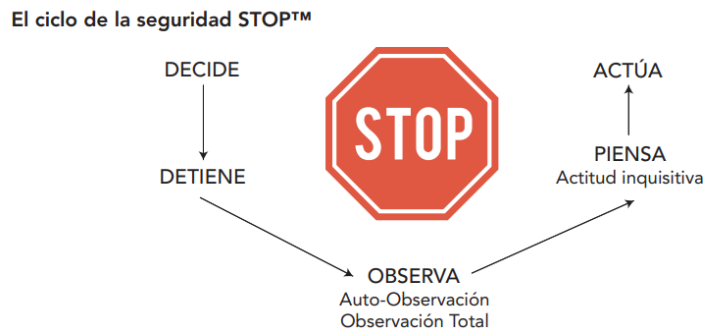 El ciclo de la seguridad STOP™
DECIDE
DETIENE
OBSERVA
Auto-Observación
Observación Total
PIENSA
Actitud inquisitiva
ACTÚA
STOP